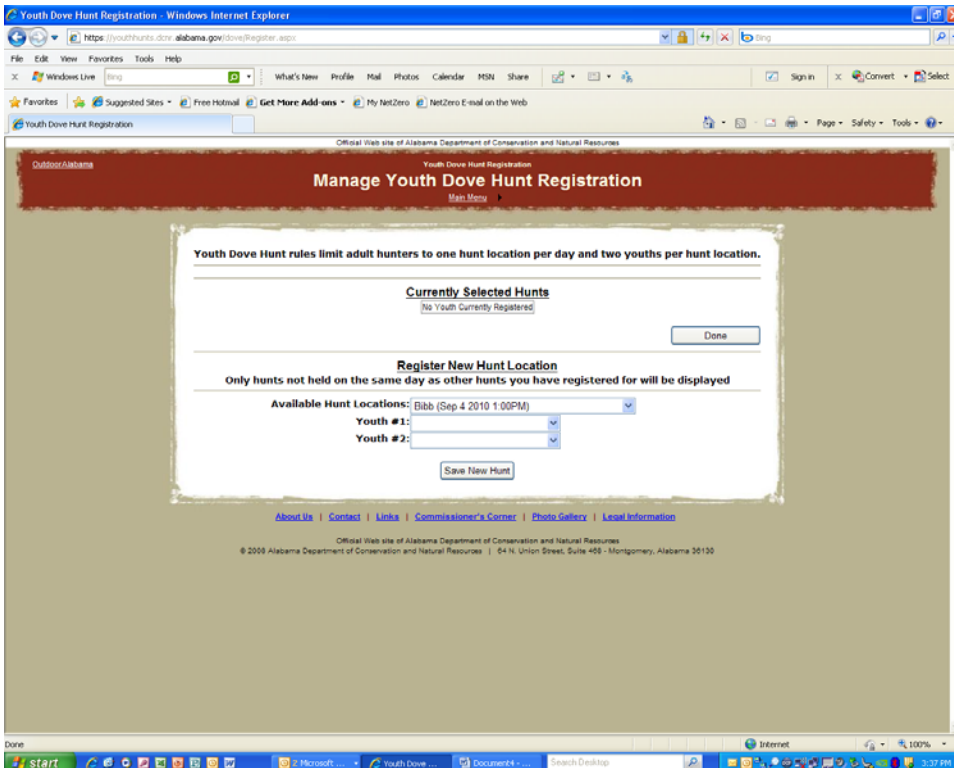 Youth Dove Hunt Registration - Windows Internet Explorer
https://youthhunts.dcnr.alabama.gov/dove/Register.aspx
Bing
File Edit View Favorites Tools Help
X Windows Live Bing What's New Profile Mail Photos Calendar MSN Share Sign in X Convert Select
Favorites Suggested Sites Free Hotmail Get More Add-ons My NetZero NetZero E-mail on the Web
Youth Dove Hunt Registration Page Safety Tools
Official Web site of Alabama Department of Conservation and Natural Resources
OutdoorAlabama
Youth Dove Hunt Registration
Manage Youth Dove Hunt Registration
Main Menu
Youth Dove Hunt rules limit adult hunters to one hunt location per day and two youths per hunt location.
Currently Selected Hunts
No Youth Currently Registered
Done
Register New Hunt Location
Only hunts not held on the same day as other hunts you have registered for will be displayed
Available Hunt Locations: Bibb (Sep 4 2010 1:00PM)
Youth #1:
Youth #2:
Save New Hunt
About Us | Contact | Links | Commissioner's Corner | Photo Gallery | Legal Information
Official Web site of Alabama Department of Conservation and Natural Resources
© 2008 Alabama Department of Conservation and Natural Resources | 64 N. Union Street, Suite 468 - Montgomery, Alabama 36130
Done Internet 100%
start 2 Microsoft ... Youth Dove ... Document4 - ... Search Desktop 3:37 PM